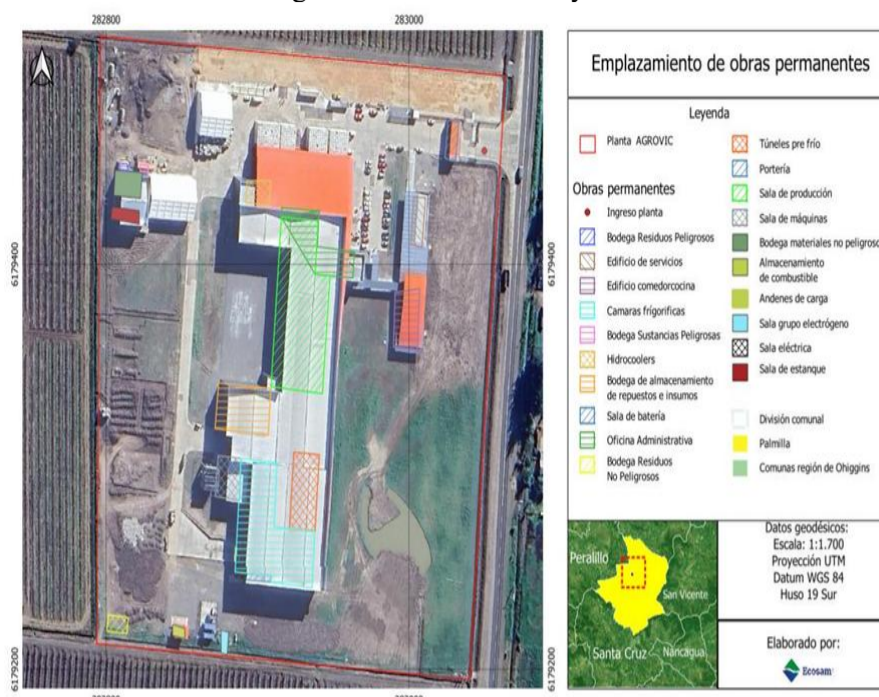 282800
283000
6179400
6179400
6179200
6179200
Emplazamiento de obras permanentes
Leyenda
Planta AGROVIC
Obras permanentes
Ingreso planta
Bodega Residuos Peligrosos
Edificio de servicios
Edificio comedorcocina
Camaras frigorificas
Bodega Sustancias Peligrosas
Hidrocoolers
Bodega de almacenamiento
de repuestos e insumos
Sala de batería
Oficina Administrativa
Bodega Residuos
No Peligrosos
Túneles pre frío
Portería
Sala de producción
Sala de máquinas
Bodega materiales no peligroso
Almacenamiento
de combustible
Andenes de carga
Sala grupo electrógeno
Sala eléctrica
Sala de estanque
División comunal
Palmilla
Comunas región de Ohiggins
Peralillo
San Vicente
Santa Cruz
Nancagua
Datos geodésicos:
Escala: 1:1.700
Proyección UTM
Datum WGS 84
Huso 19 Sur
Elaborado por:
Ecosam